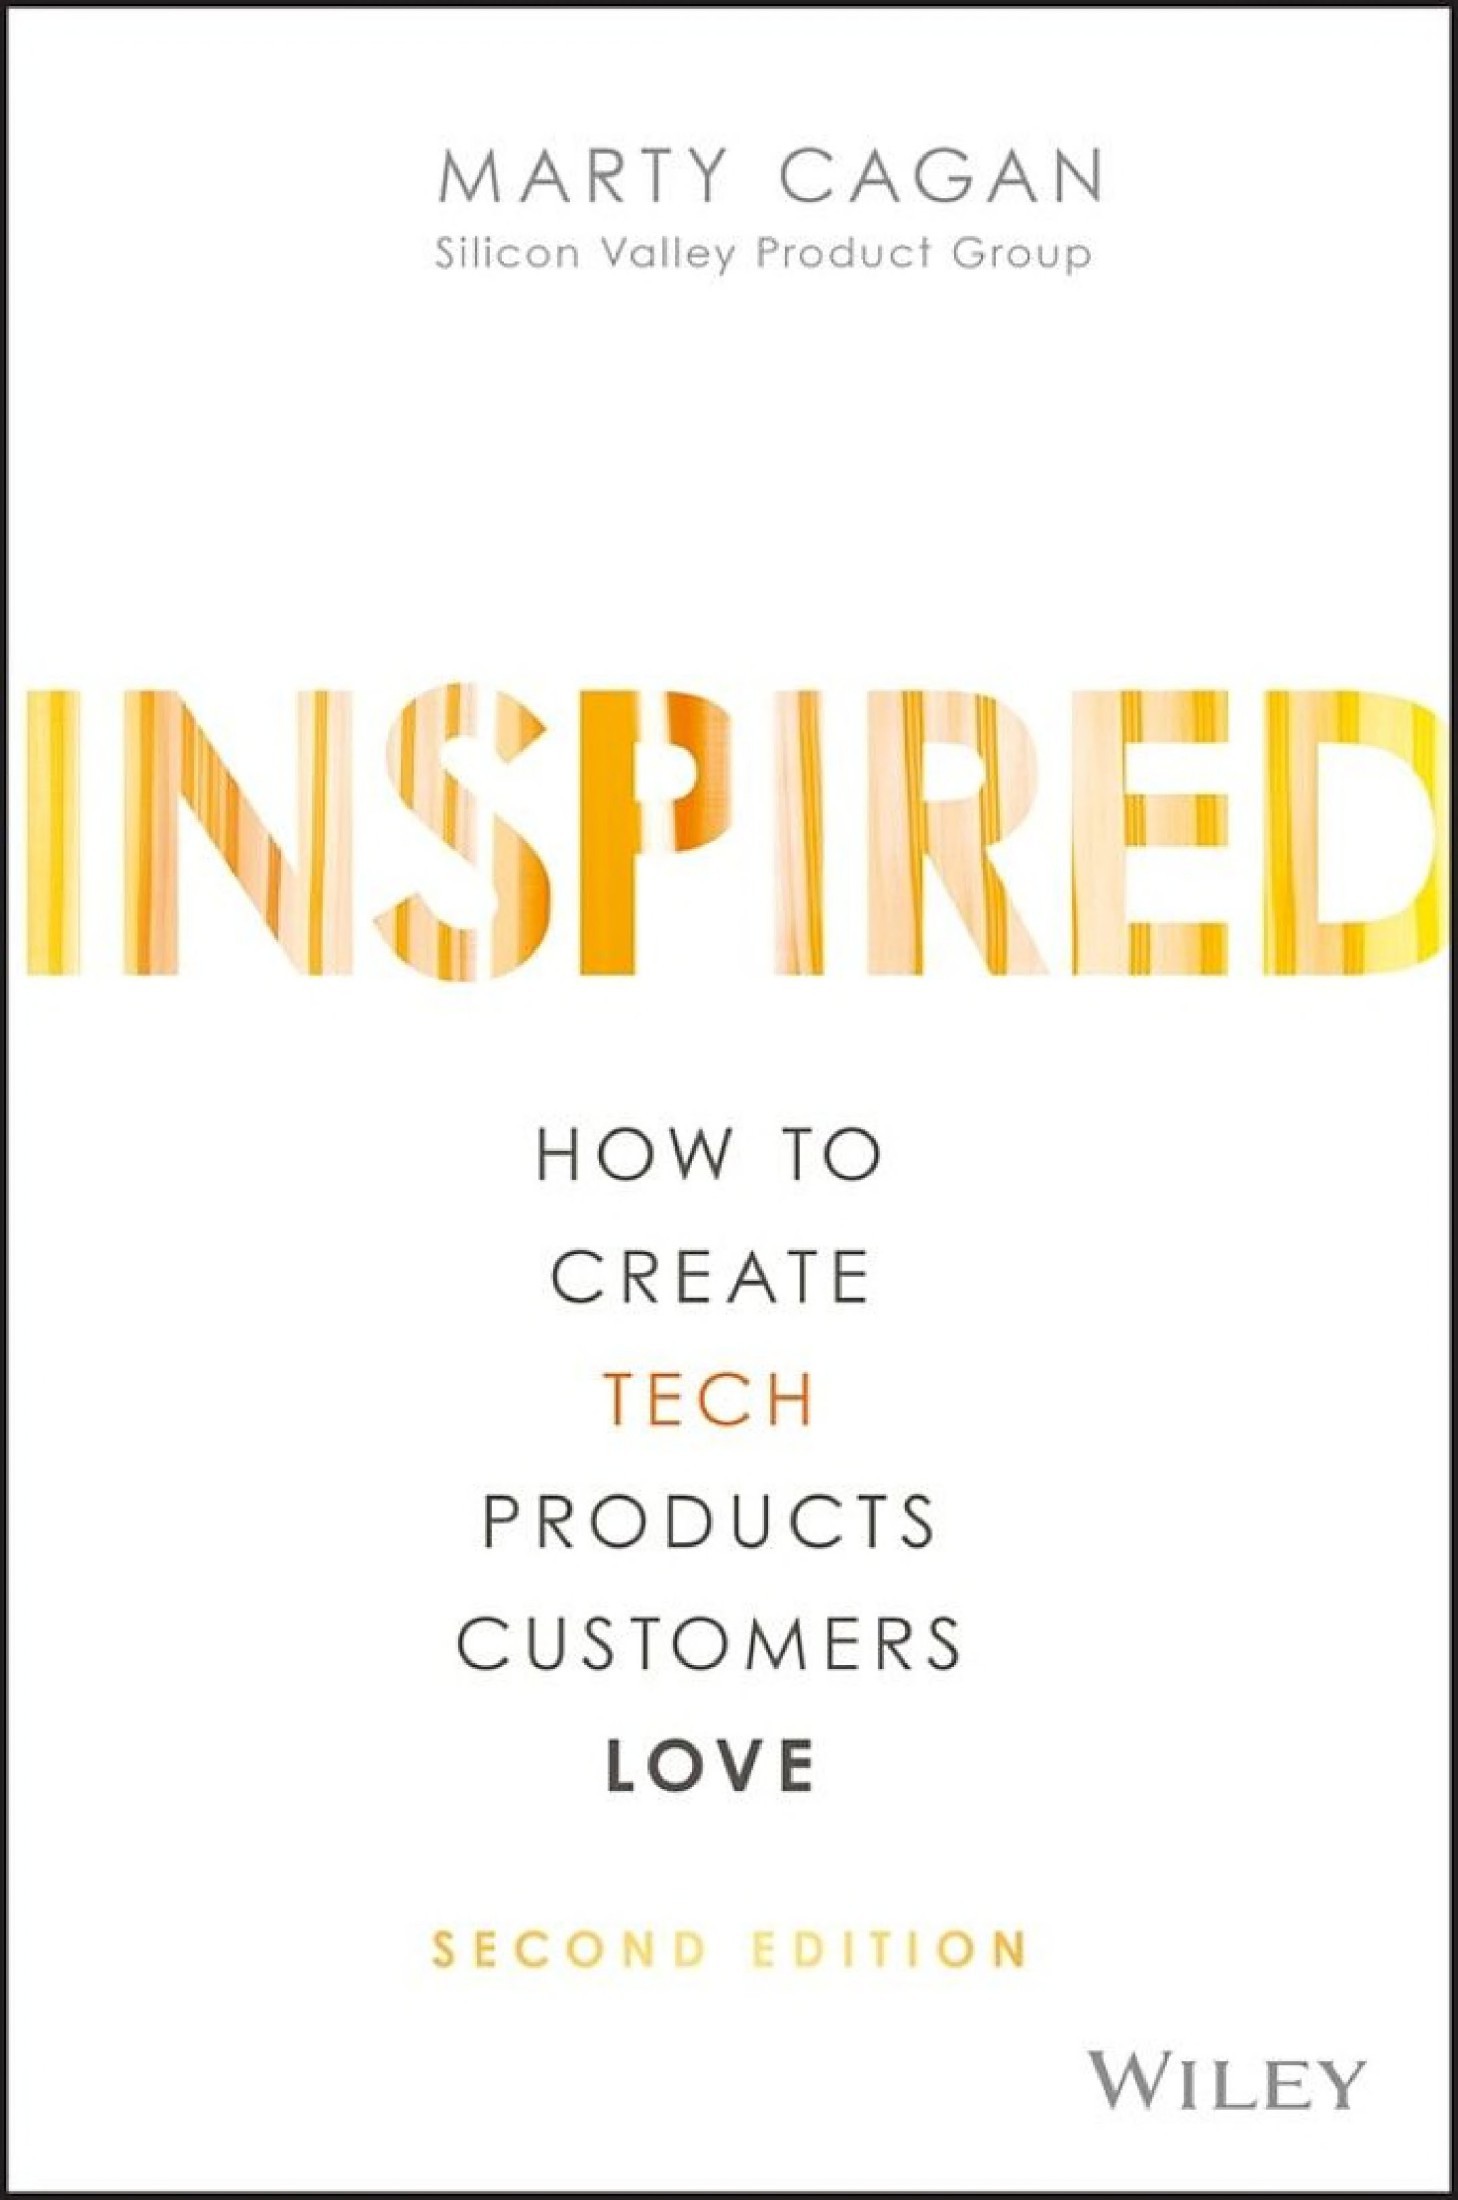 MARTY CAGAN
Silicon Valley Product Group
INSPIRED
HOW TO
CREATE
TECH
PRODUCTS
CUSTOMERS
LOVE
SECOND EDITION
WILEY